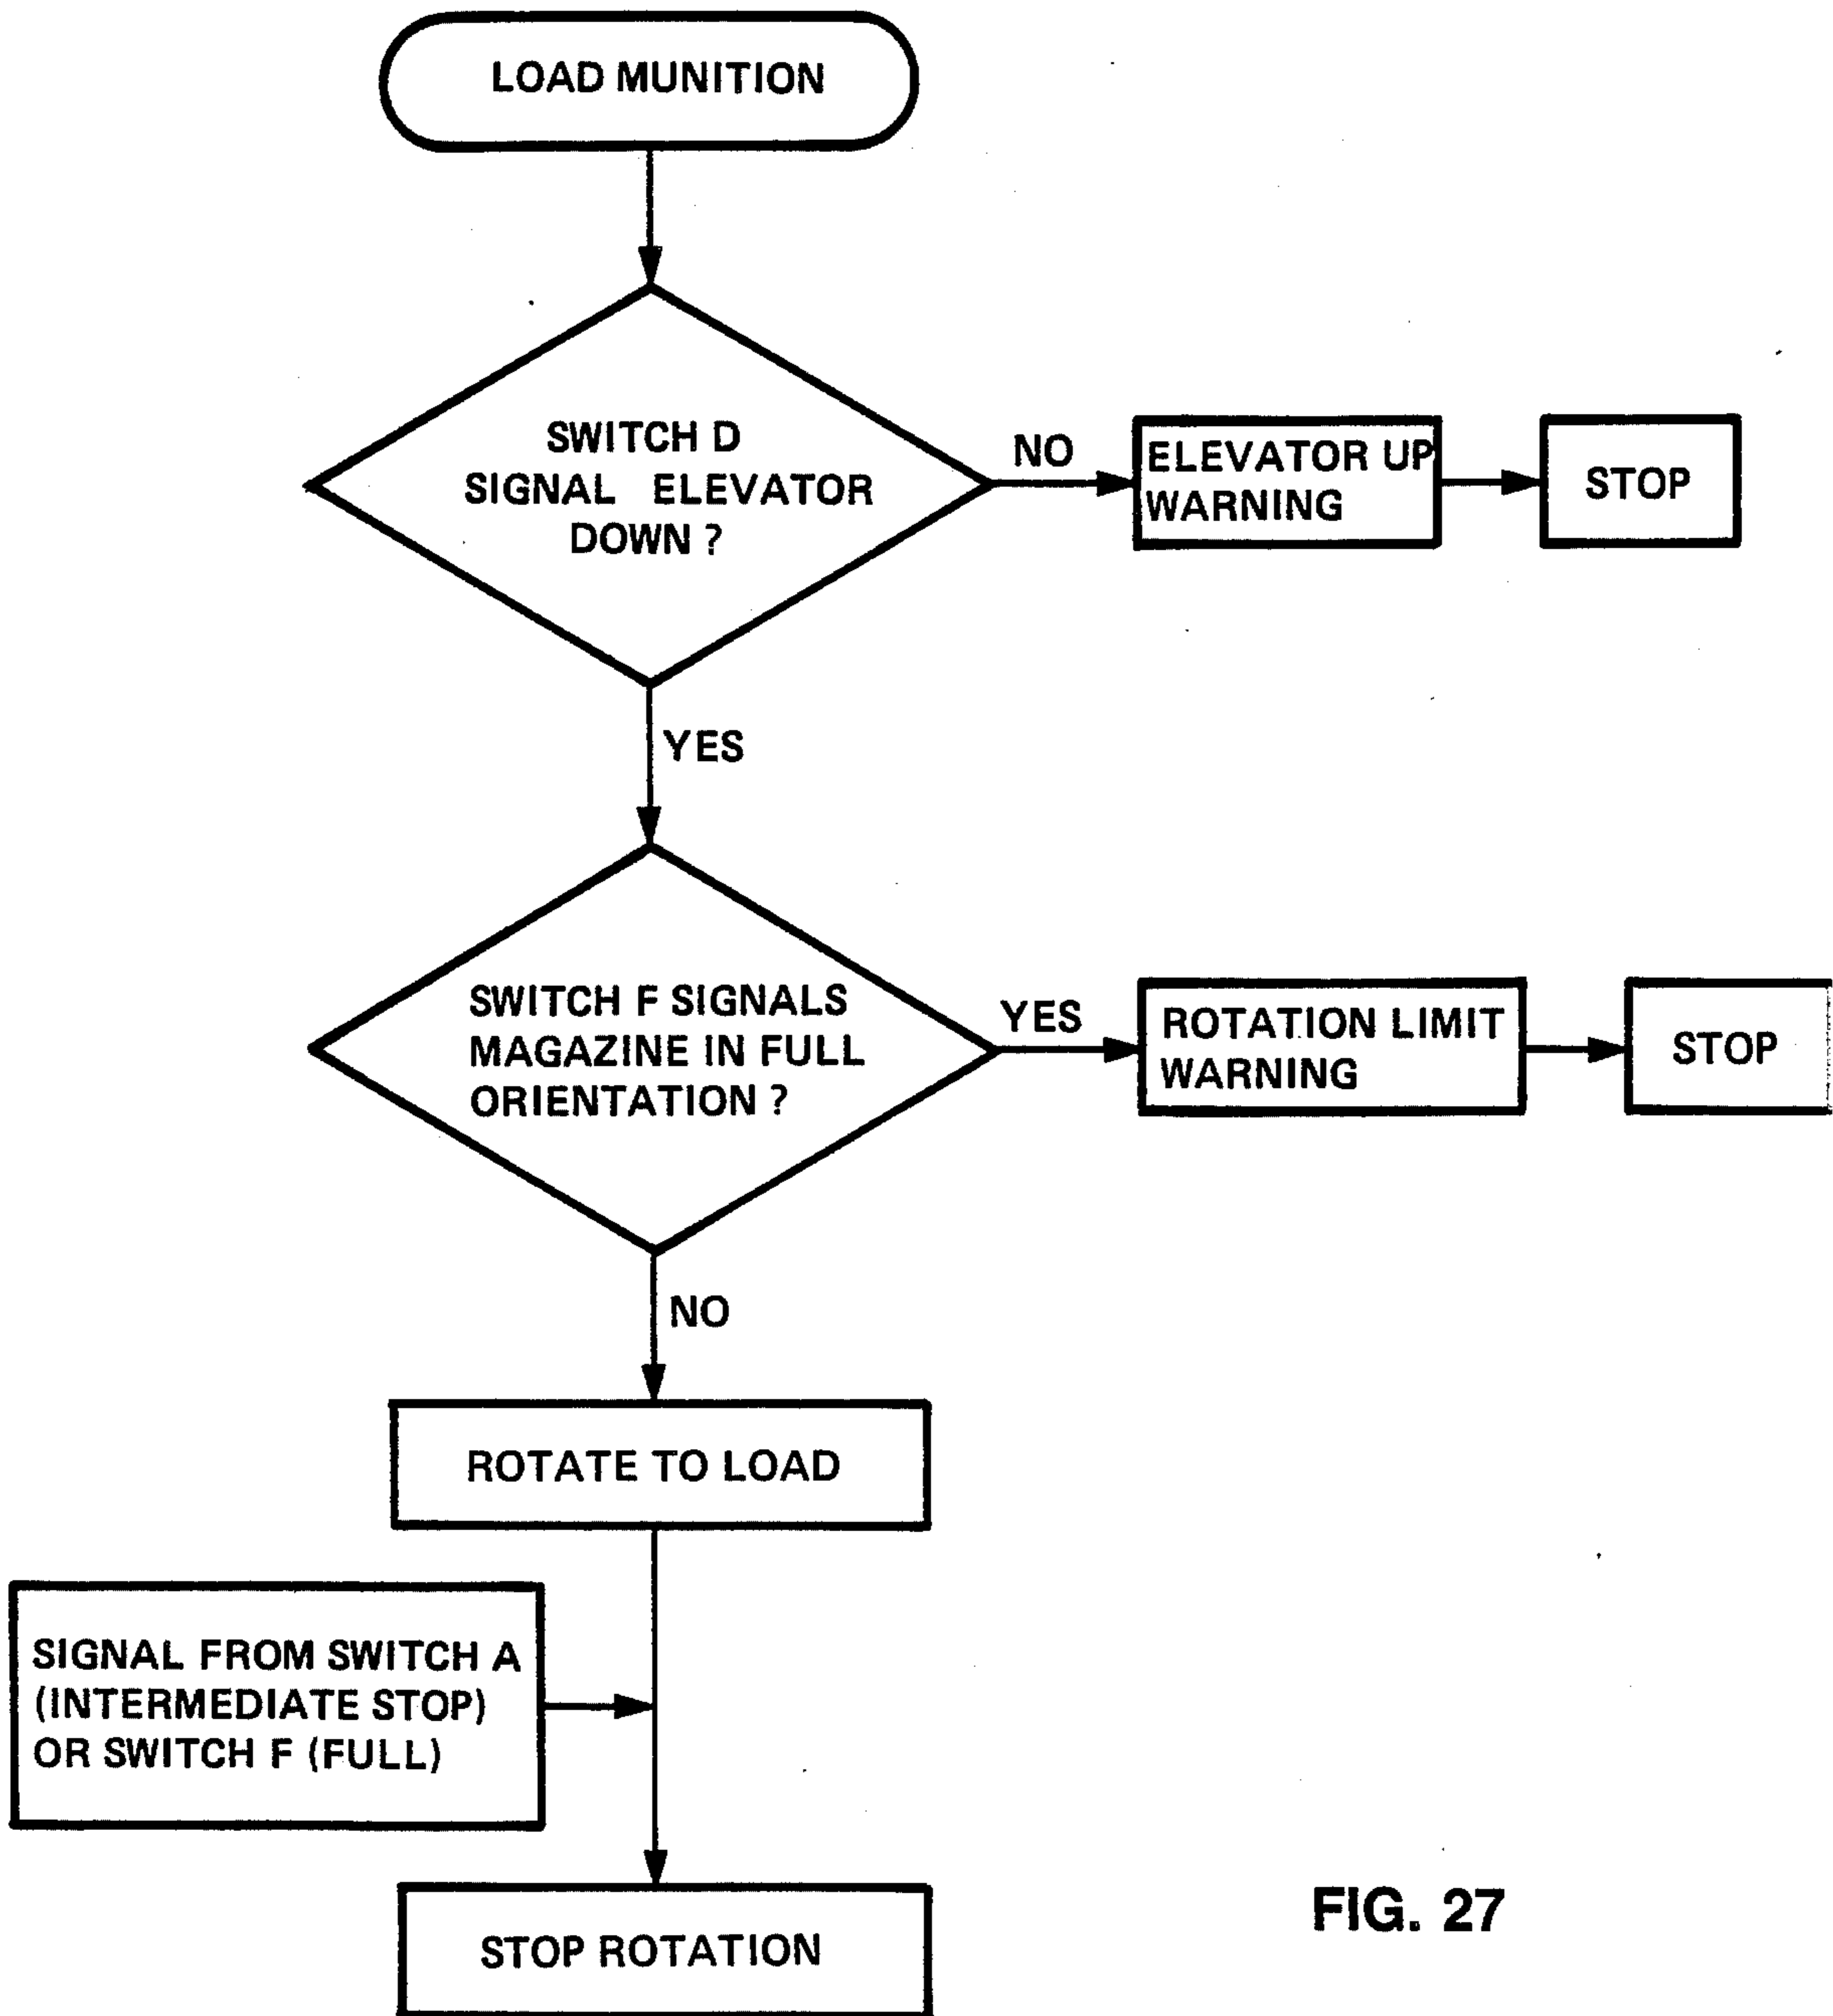 LOAD MUNITION
SWITCH D
SIGNAL ELEVATOR
DOWN ?
NO
ELEVATOR UP
WARNING
STOP
YES
SWITCH F SIGNALS
MAGAZINE IN FULL
ORIENTATION ?
YES
ROTATION LIMIT
WARNING
STOP
NO
ROTATE TO LOAD
SIGNAL FROM SWITCH A
(INTERMEDIATE STOP)
OR SWITCH F (FULL)
STOP ROTATION
FIG. 27